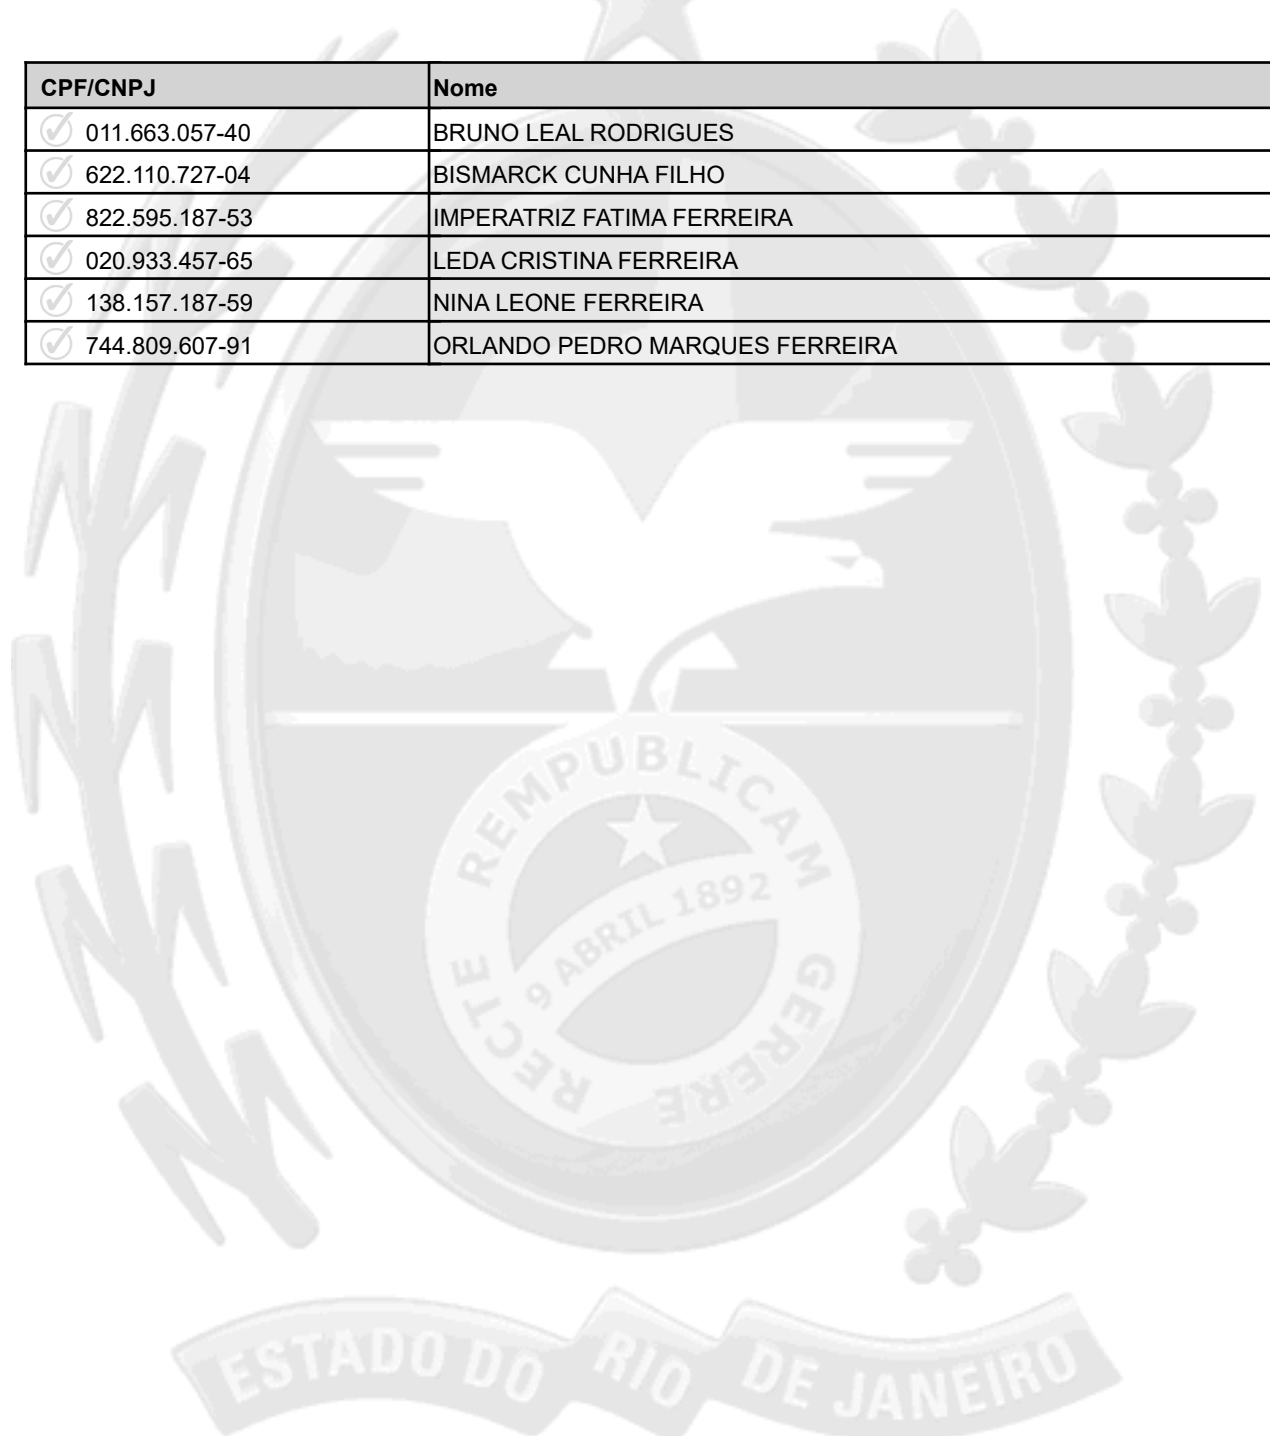 CPF/CNPJ Nome
011.663.057-40 BRUNO LEAL RODRIGUES
622.110.727-04 BISMARCK CUNHA FILHO
822.595.187-53 IMPERATRIZ FATIMA FERREIRA
020.933.457-65 LEDA CRISTINA FERREIRA
138.157.187-59 NINA LEONE FERREIRA
744.809.607-91 ORLANDO PEDRO MARQUES FERREIRA
RECTE REMPUBLICAM GERERE
9 ABRIL 1892
ESTADO DO RIO DE JANEIRO